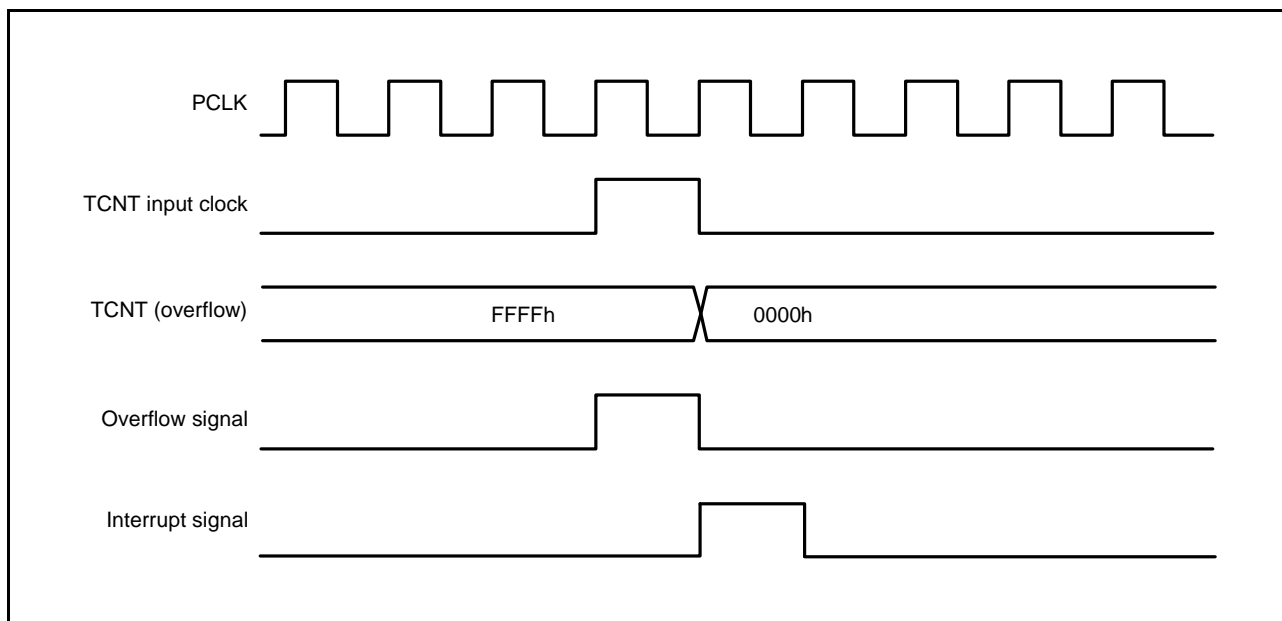 PCLK
TCNT input clock
TCNT (overflow)
FFFFh
0000h
Overflow signal
Interrupt signal